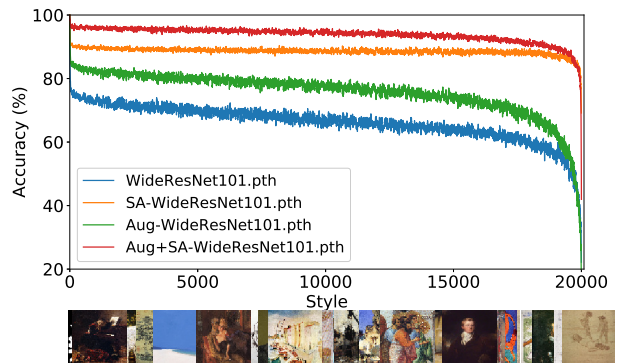 100
80
60
40
20
Accuracy (%)
WideResNet101.pth
SA-WideResNet101.pth
Aug-WideResNet101.pth
Aug+SA-WideResNet101.pth
0 5000 10000 15000 20000
Style